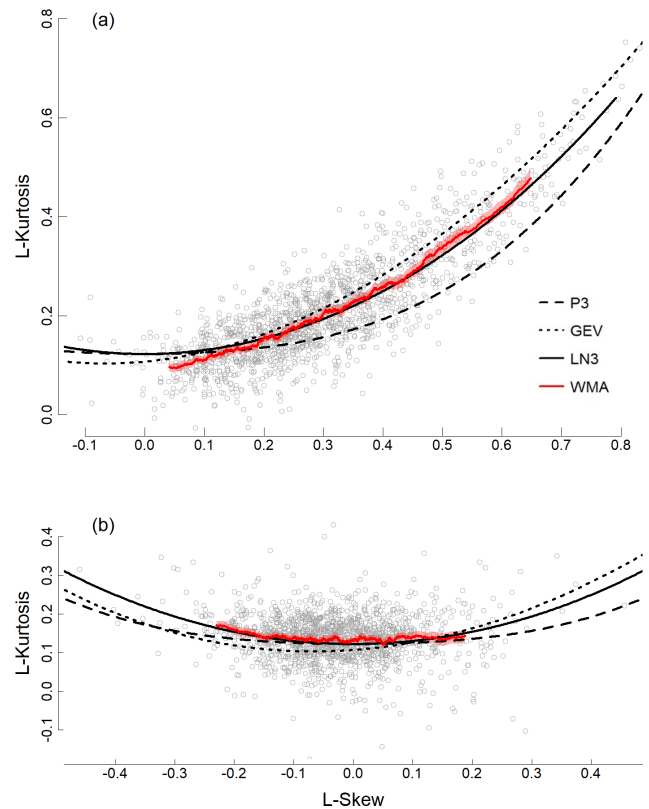 (a)
L-Kurtosis
0.8
0.6
0.4
0.2
0.0
P3
GEV
LN3
WMA
-0.1 0.0 0.1 0.2 0.3 0.4 0.5 0.6 0.7 0.8
(b)
L-Kurtosis
0.4
0.3
0.2
0.1
0.0
-0.1
-0.4 -0.3 -0.2 -0.1 0.0 0.1 0.2 0.3 0.4
L-Skew